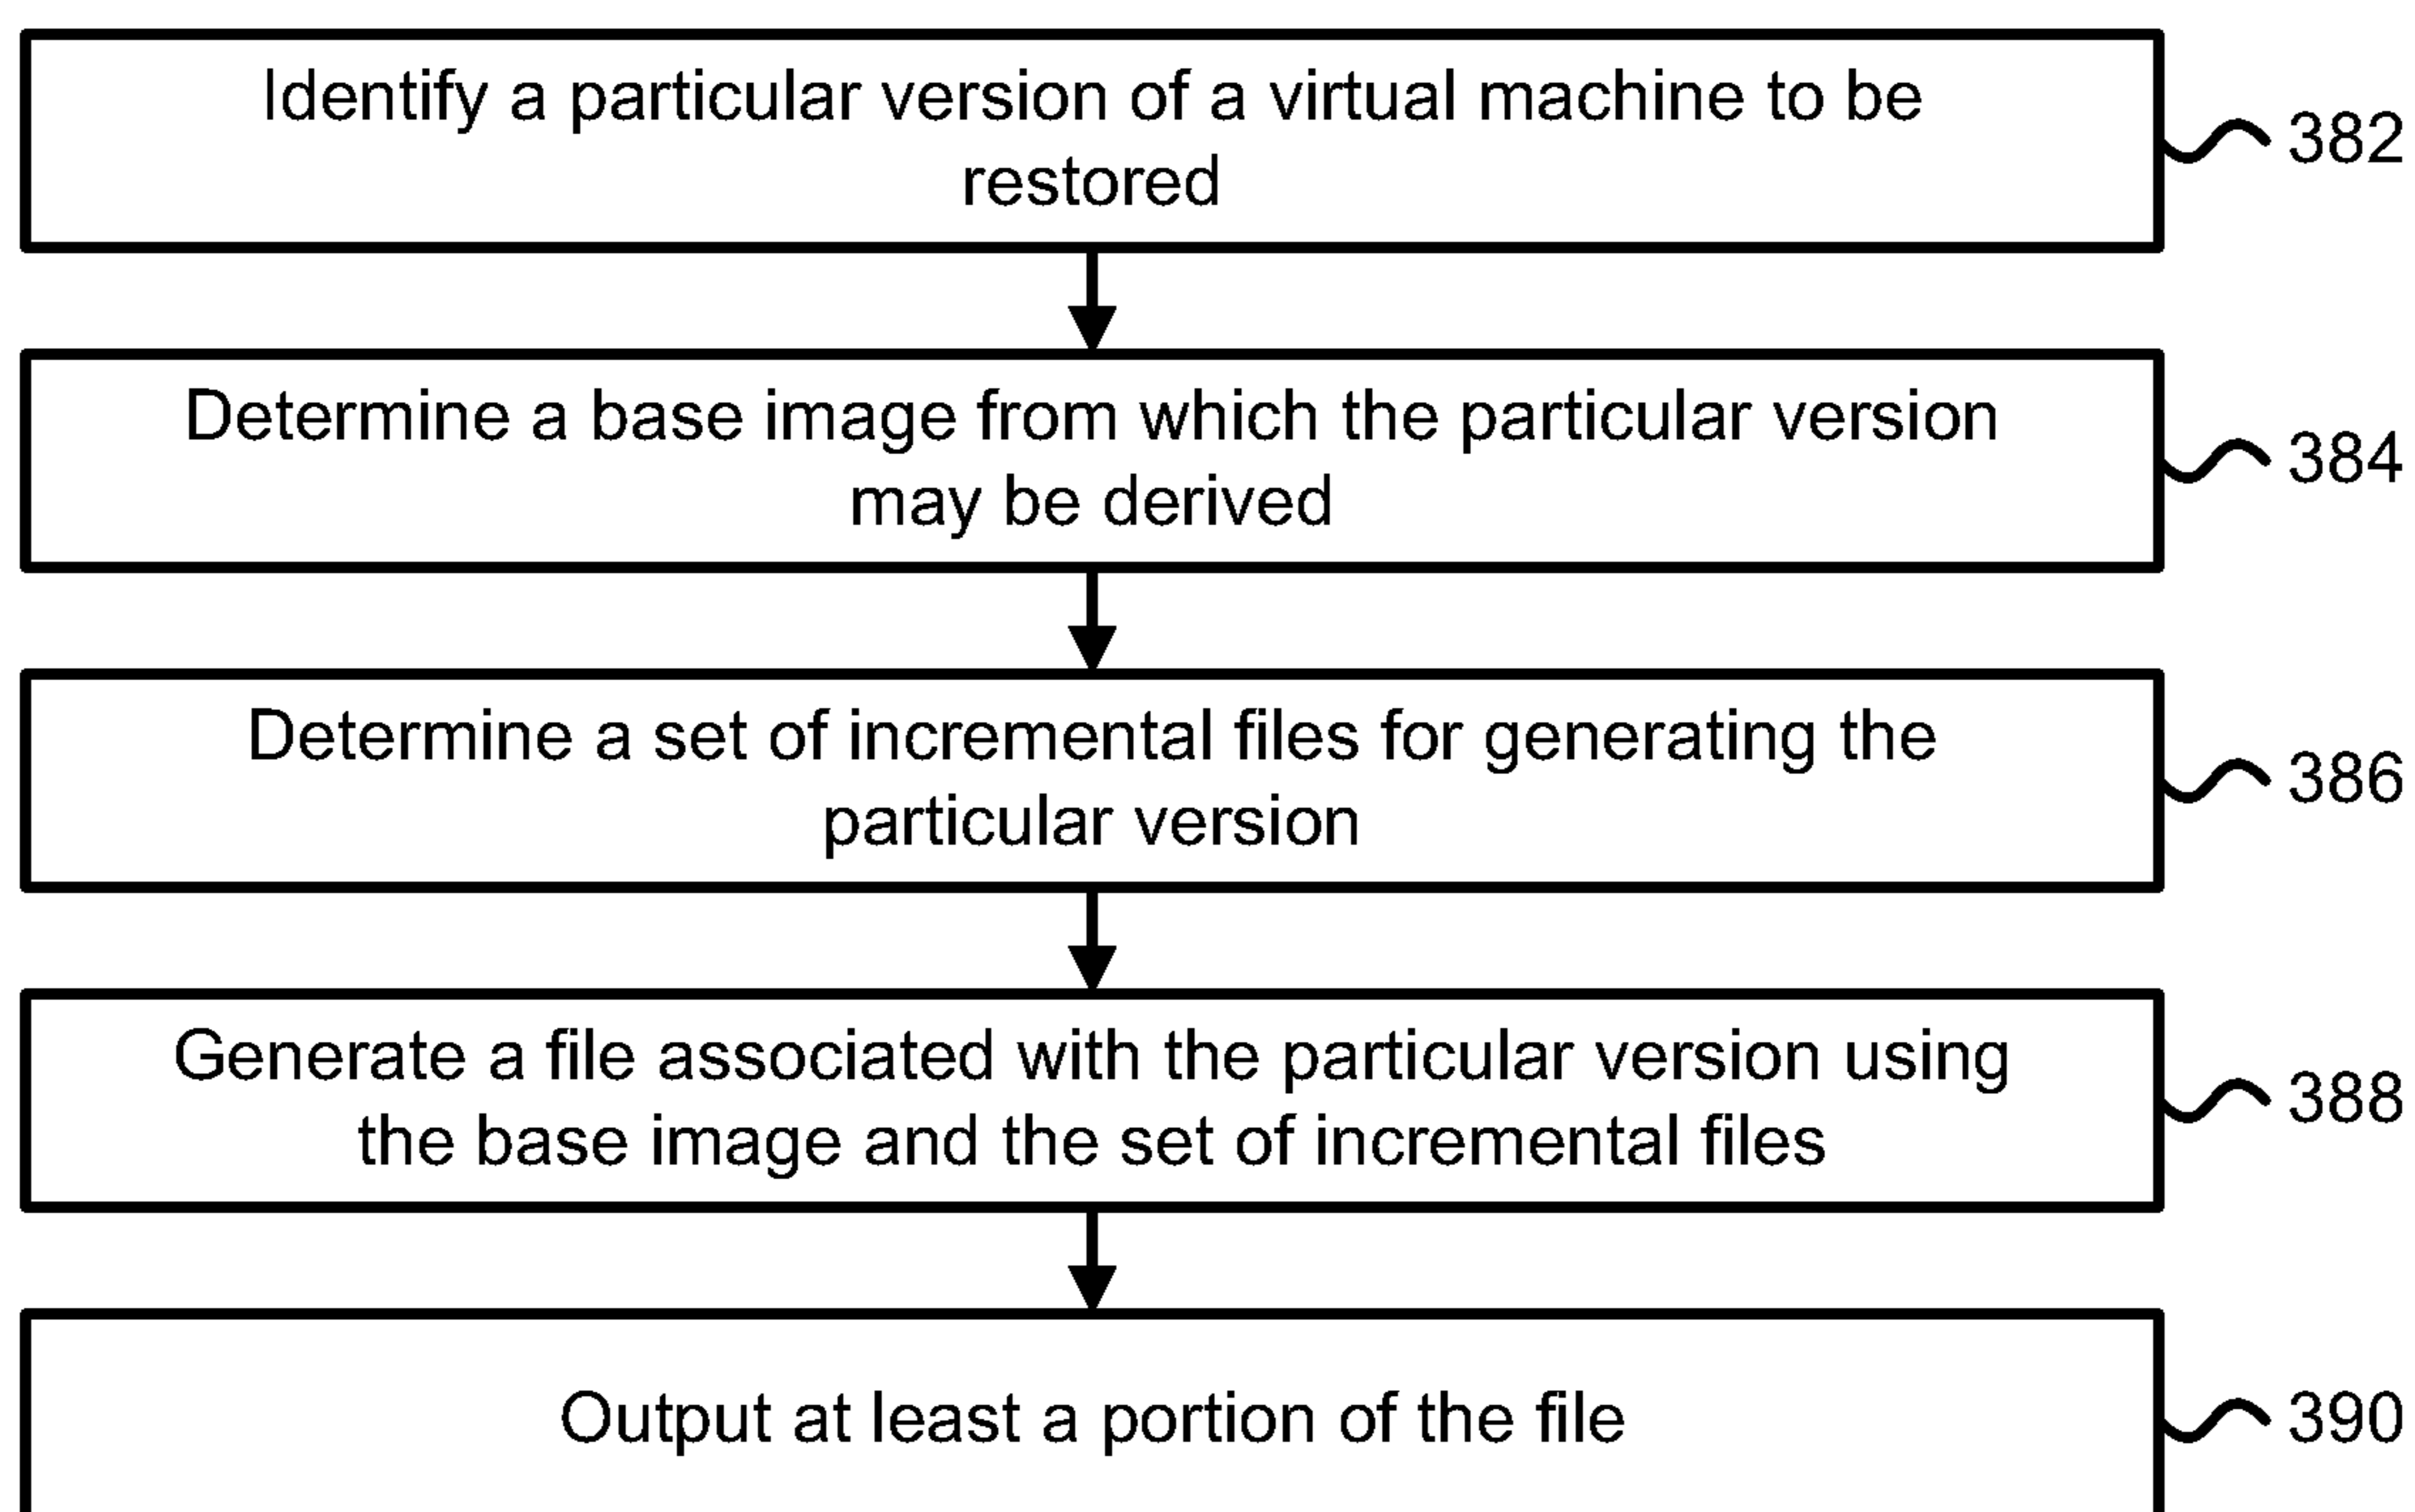 Identify a particular version of a virtual machine to be
restored
382
Determine a base image from which the particular version
may be derived
384
Determine a set of incremental files for generating the
particular version
386
Generate a file associated with the particular version using
the base image and the set of incremental files
388
Output at least a portion of the file
390